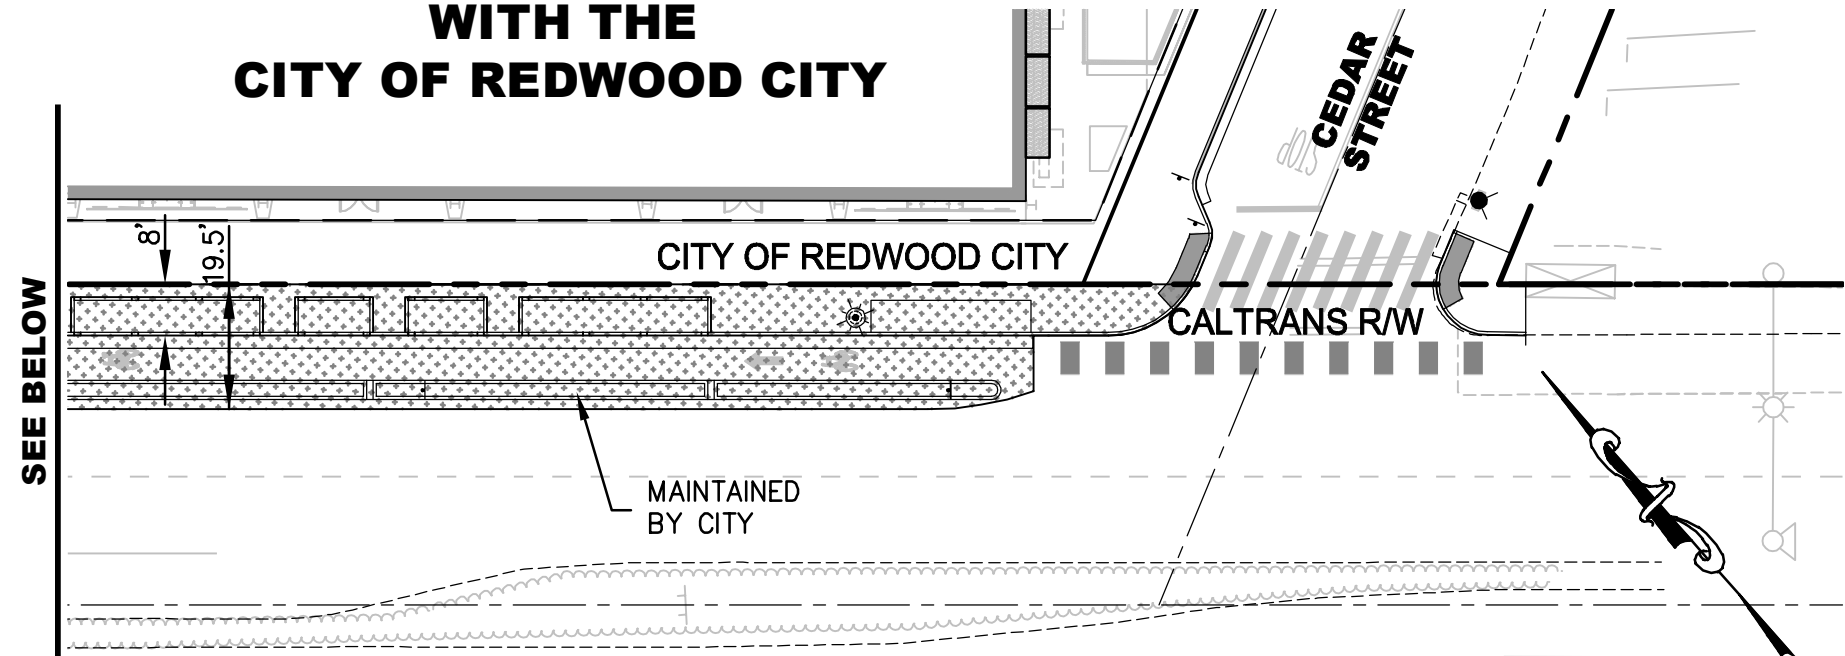 WITH THE
CITY OF REDWOOD CITY
CEDAR
STREET
STOP
8'
19.5'
CITY OF REDWOOD CITY
CALTRANS R/W
SEE BELOW
MAINTAINED
BY CITY